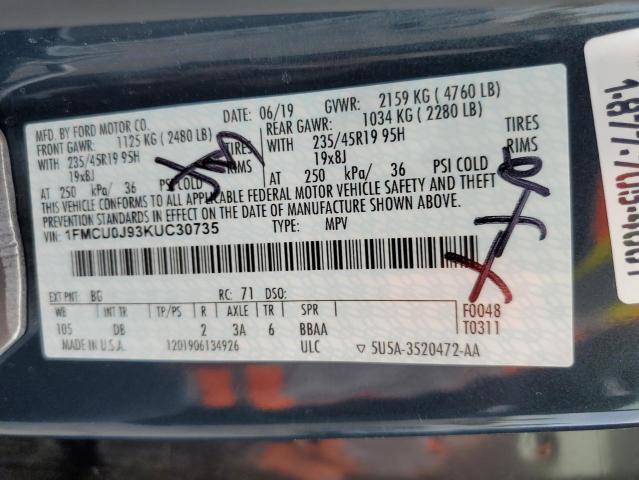 MFD. BY FORD MOTOR CO.
DATE: 06/19 GVWR: 2159 KG ( 4760 LB)
FRONT GAWR: 1125 KG ( 2480 LB)
REAR GAWR: 1034 KG ( 2280 LB)
WITH 235/45R19 95H
WITH 235/45R19 95H TIRES
19x8J
19x8J RIMS
AT 250 kPa/ 36 PSI COLD
AT 250 kPa/ 36 PSI COLD
THIS VEHICLE CONFORMS TO ALL APPLICABLE FEDERAL MOTOR VEHICLE SAFETY AND THEFT
PREVENTION STANDARDS IN EFFECT ON THE DATE OF MANUFACTURE SHOWN ABOVE.
VIN: 1FMCU0J93KUC30735 TYPE: MPV
EXT PNT: BG RC: 71 DSO:
WB INT TR TP/PS R AXLE TR SPR
105 DB 2 3A 6 BBAA
F0048
T0311
MADE IN U.S.A. 1201906134926 ULC ▽ 5U5A-3520472-AA